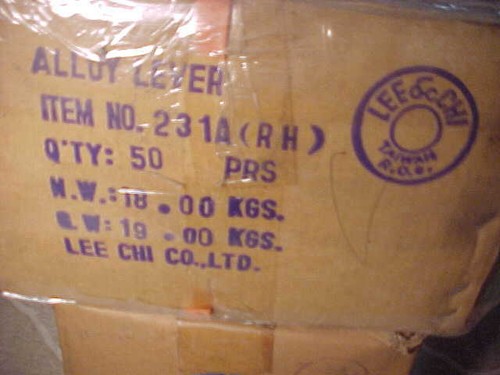 ALLOY LEVER
ITEM NO. 231A (RH)
Q'TY: 50 PRS
N.W.: 18.00 KGS.
G.W: 19.00 KGS.
LEE CHI CO.,LTD.
LEE & CHI
TAIWAN
R.O.C.